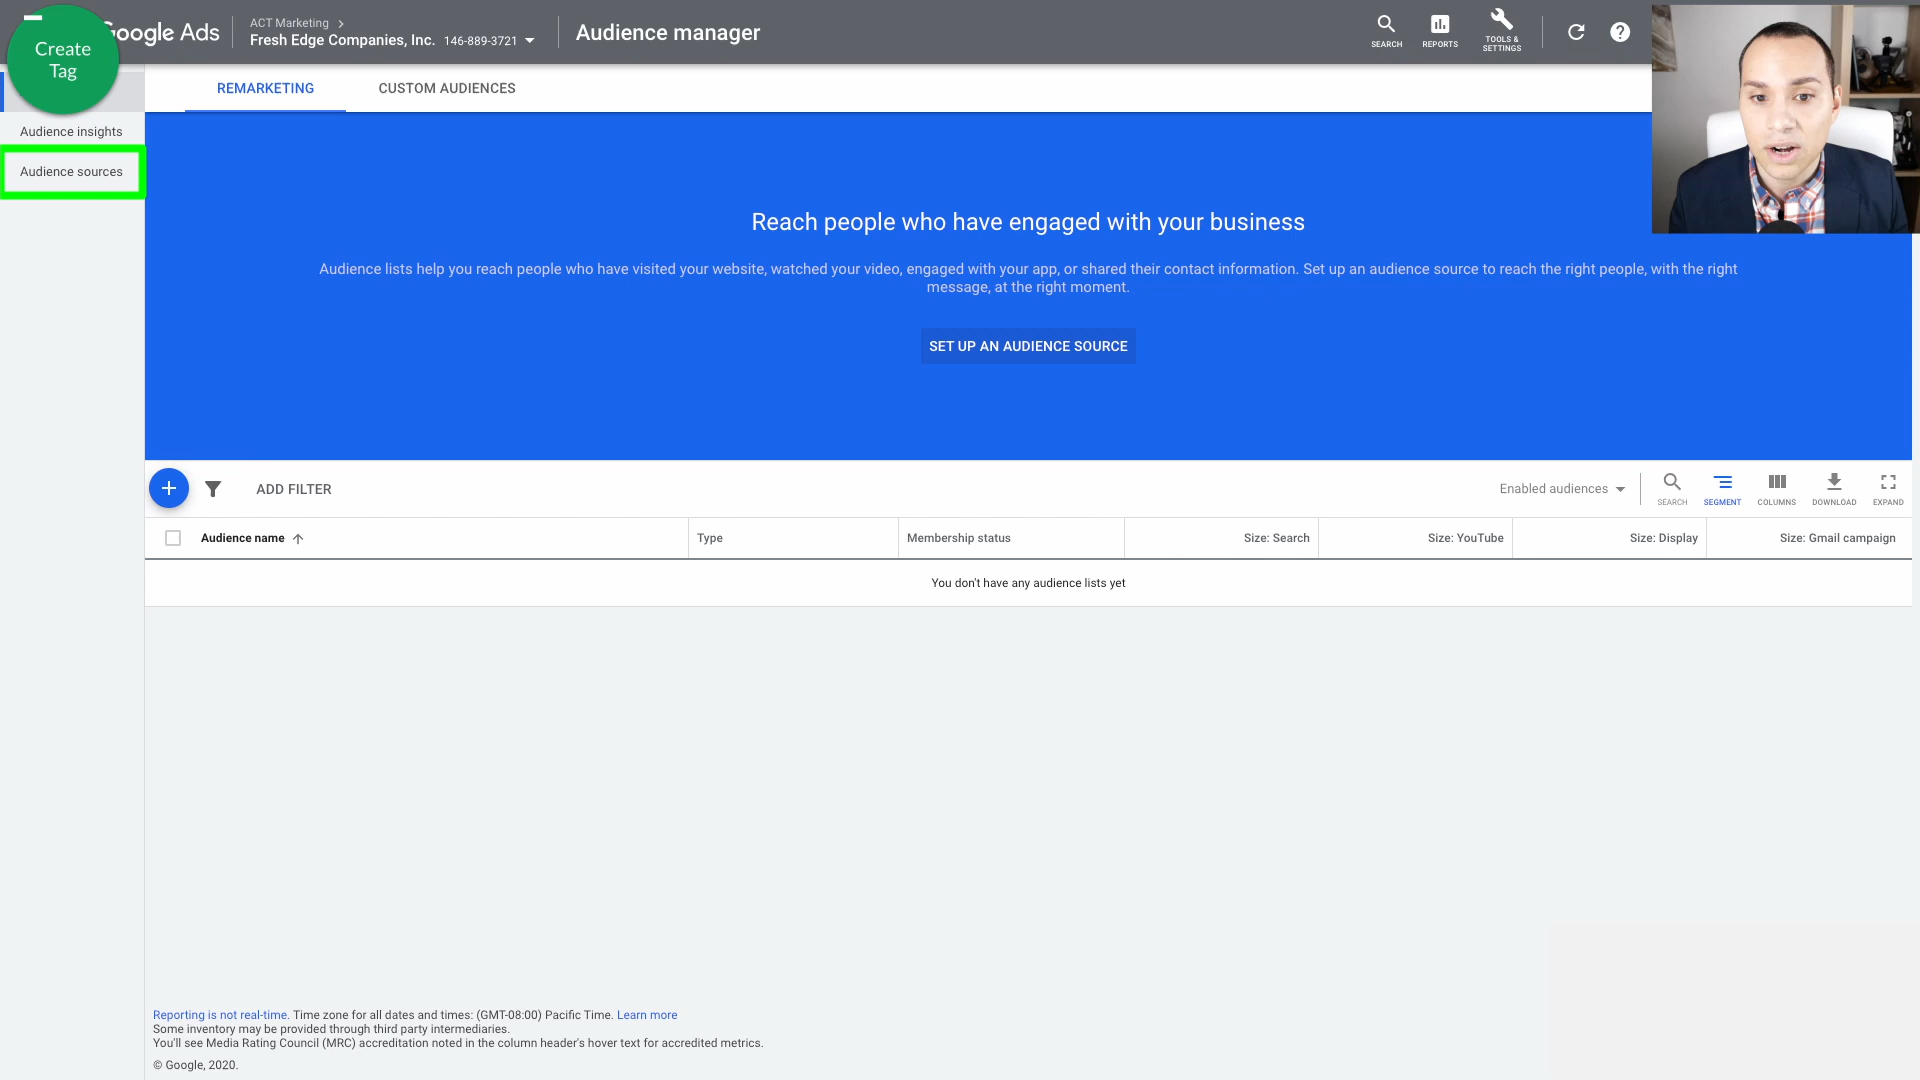 Create
Tag
Google Ads
ACT Marketing
Fresh Edge Companies, Inc. 146-889-3721
Audience manager
SEARCH
REPORTS
TOOLS &
SETTINGS
REMARKETING
CUSTOM AUDIENCES
Audience insights
Audience sources
Reach people who have engaged with your business
Audience lists help you reach people who have visited your website, watched your video, engaged with your app, or shared their contact information. Set up an audience source to reach the right people, with the right
message, at the right moment.
SET UP AN AUDIENCE SOURCE
ADD FILTER
Enabled audiences
SEARCH
SEGMENT
COLUMNS
DOWNLOAD
EXPAND
Audience name
Type
Membership status
Size: Search
Size: YouTube
Size: Display
Size: Gmail campaign
You don't have any audience lists yet
Reporting is not real-time. Time zone for all dates and times: (GMT-08:00) Pacific Time. Learn more
Some inventory may be provided through third party intermediaries.
You'll see Media Rating Council (MRC) accreditation noted in the column header's hover text for accredited metrics.
© Google, 2020.